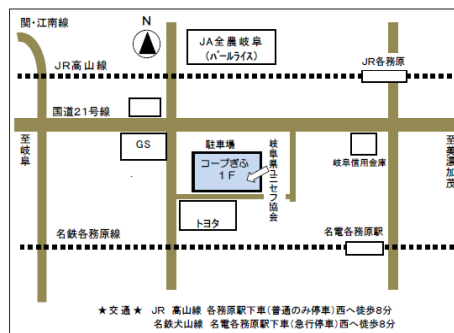 関・江南線
N
JA全農岐阜
(パールライス)
JR高山線
JR各務原
国道21号線
至岐阜
GS
駐車場
コープぎふ
1F
岐阜県ユニセフ協会
岐阜信用金庫
至美濃加茂
トヨタ
名鉄各務原線
名電各務原駅
★交通★ JR 高山線 各務原駅下車(普通のみ停車)西へ徒歩8分
名鉄犬山線 名電各務原駅下車(急行停車)西へ徒歩8分